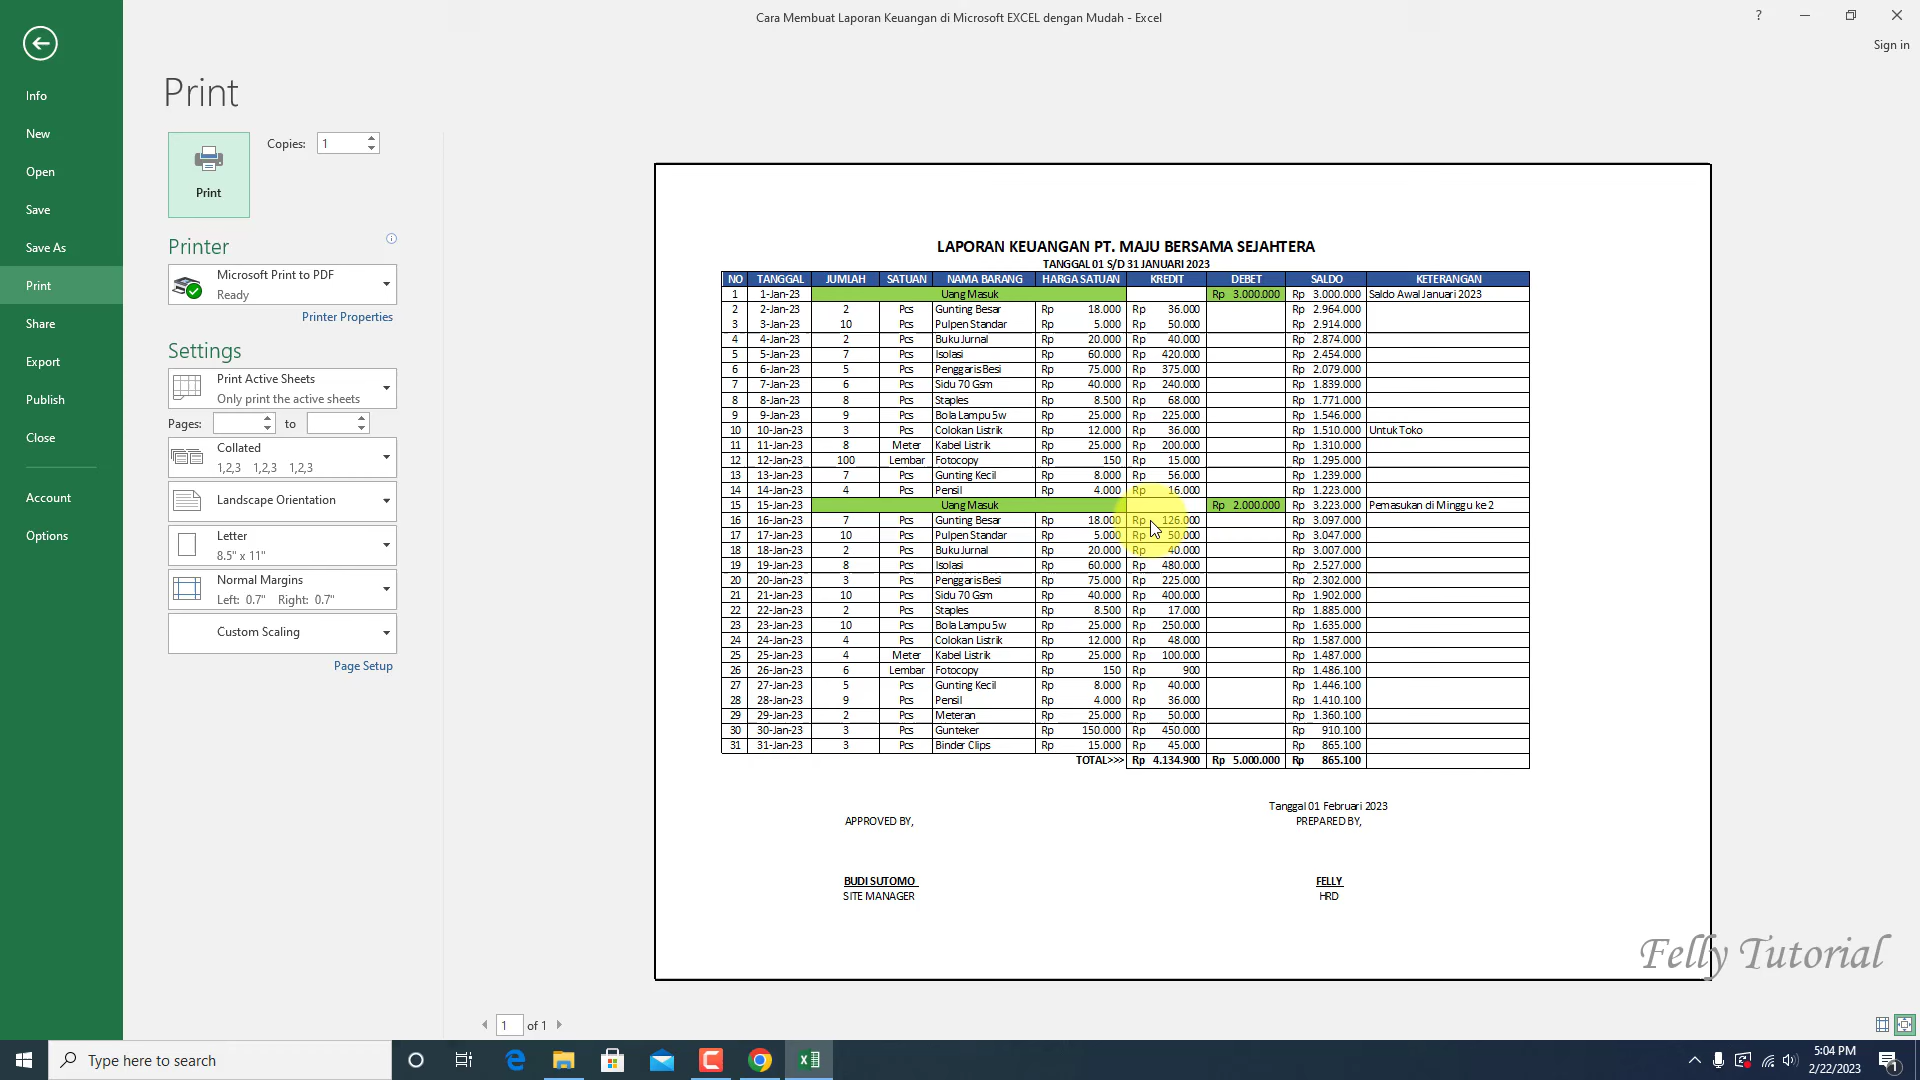 Cara Membuat Laporan Keuangan di Microsoft EXCEL dengan Mudah - Excel
?
Sign in
Info
New
Open
Save
Save As
Print
Share
Export
Publish
Close
Account
Options
Print
Print
Copies: 1
Printer
Microsoft Print to PDF
Ready
Printer Properties
Settings
Print Active Sheets
Only print the active sheets
Pages: to
Collated
1,2,3 1,2,3 1,2,3
Landscape Orientation
Letter
8.5" x 11"
Normal Margins
Left: 0.7" Right: 0.7"
Custom Scaling
Page Setup
LAPORAN KEUANGAN PT. MAJU BERSAMA SEJAHTERA
TANGGAL 01 S/D 31 JANUARI 2023
NO TANGGAL JUMLAH SATUAN NAMA BARANG HARGA SATUAN KREDIT DEBET SALDO KETERANGAN
1 1-Jan-23 Uang Masuk Rp 3.000.000 Rp 3.000.000 Saldo Awal Januari 2023
2 2-Jan-23 2 Pcs Gunting Besar Rp 18.000 Rp 36.000 Rp 2.964.000
3 3-Jan-23 10 Pcs Pulpen Standar Rp 5.000 Rp 50.000 Rp 2.914.000
4 4-Jan-23 2 Pcs Buku Jurnal Rp 20.000 Rp 40.000 Rp 2.874.000
5 5-Jan-23 7 Pcs Isolasi Rp 60.000 Rp 420.000 Rp 2.454.000
6 6-Jan-23 5 Pcs Penggaris Besi Rp 75.000 Rp 375.000 Rp 2.079.000
7 7-Jan-23 6 Pcs Sidu 70 Gsm Rp 40.000 Rp 240.000 Rp 1.839.000
8 8-Jan-23 8 Pcs Staples Rp 8.500 Rp 68.000 Rp 1.771.000
9 9-Jan-23 9 Pcs Bola Lampu 5w Rp 25.000 Rp 225.000 Rp 1.546.000
10 10-Jan-23 3 Pcs Colokan Listrik Rp 12.000 Rp 36.000 Rp 1.510.000 Untuk Toko
11 11-Jan-23 8 Meter Kabel Listrik Rp 25.000 Rp 200.000 Rp 1.310.000
12 12-Jan-23 100 Lembar Fotocopy Rp 150 Rp 15.000 Rp 1.295.000
13 13-Jan-23 7 Pcs Gunting Kecil Rp 8.000 Rp 56.000 Rp 1.239.000
14 14-Jan-23 4 Pcs Pensil Rp 4.000 Rp 16.000 Rp 1.223.000
15 15-Jan-23 Uang Masuk Rp 2.000.000 Rp 3.223.000 Pemasukan di Minggu ke 2
16 16-Jan-23 7 Pcs Gunting Besar Rp 18.000 Rp 126.000 Rp 3.097.000
17 17-Jan-23 10 Pcs Pulpen Standar Rp 5.000 Rp 50.000 Rp 3.047.000
18 18-Jan-23 2 Pcs Buku Jurnal Rp 20.000 Rp 40.000 Rp 3.007.000
19 19-Jan-23 8 Pcs Isolasi Rp 60.000 Rp 480.000 Rp 2.527.000
20 20-Jan-23 3 Pcs Penggaris Besi Rp 75.000 Rp 225.000 Rp 2.302.000
21 21-Jan-23 10 Pcs Sidu 70 Gsm Rp 40.000 Rp 400.000 Rp 1.902.000
22 22-Jan-23 2 Pcs Staples Rp 8.500 Rp 17.000 Rp 1.885.000
23 23-Jan-23 10 Pcs Bola Lampu 5w Rp 25.000 Rp 250.000 Rp 1.635.000
24 24-Jan-23 4 Pcs Colokan Listrik Rp 12.000 Rp 48.000 Rp 1.587.000
25 25-Jan-23 4 Meter Kabel Listrik Rp 25.000 Rp 100.000 Rp 1.487.000
26 26-Jan-23 6 Lembar Fotocopy Rp 150 Rp 900 Rp 1.486.100
27 27-Jan-23 5 Pcs Gunting Kecil Rp 8.000 Rp 40.000 Rp 1.446.100
28 28-Jan-23 9 Pcs Pensil Rp 4.000 Rp 36.000 Rp 1.410.100
29 29-Jan-23 2 Pcs Meteran Rp 25.000 Rp 50.000 Rp 1.360.100
30 30-Jan-23 3 Pcs Gunteker Rp 150.000 Rp 450.000 Rp 910.100
31 31-Jan-23 3 Pcs Binder Clips Rp 15.000 Rp 45.000 Rp 865.100
TOTAL>>> Rp 4.134.900 Rp 5.000.000 Rp 865.100
Tanggal 01 Februari 2023
APPROVED BY, PREPARED BY,
BUDI SUTOMO FELLY
SITE MANAGER HRD
Felly Tutorial
1 of 1
Type here to search
5:04 PM
2/22/2023
1